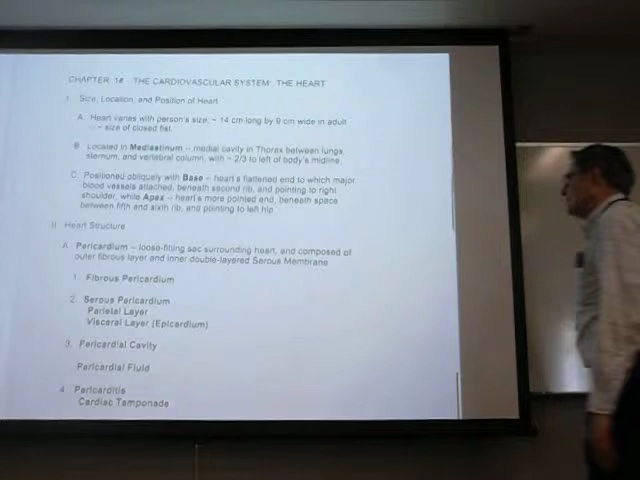 CHAPTER 18 THE CARDIOVASCULAR SYSTEM: THE HEART
I. Size, Location, and Position of Heart
A. Heart varies with person's size; ~ 14 cm long by 9 cm wide in adult
~ size of closed fist.
B. Located in Mediastinum -- medial cavity in Thorax between lungs,
sternum, and vertebral column, with ~ 2/3 to left of body's midline.
C. Positioned obliquely with Base -- heart's flattened end to which major
blood vessels attached, beneath second rib, and pointing to right
shoulder, while Apex -- heart's more pointed end, beneath space
between fifth and sixth rib, and pointing to left hip.
II. Heart Structure
A. Pericardium -- loose-fitting sac surrounding heart, and composed of
outer fibrous layer and inner double-layered Serous Membrane
1. Fibrous Pericardium
2. Serous Pericardium
Parietal Layer
Visceral Layer (Epicardium)
3. Pericardial Cavity
Pericardial Fluid
4. Pericarditis
Cardiac Tamponade